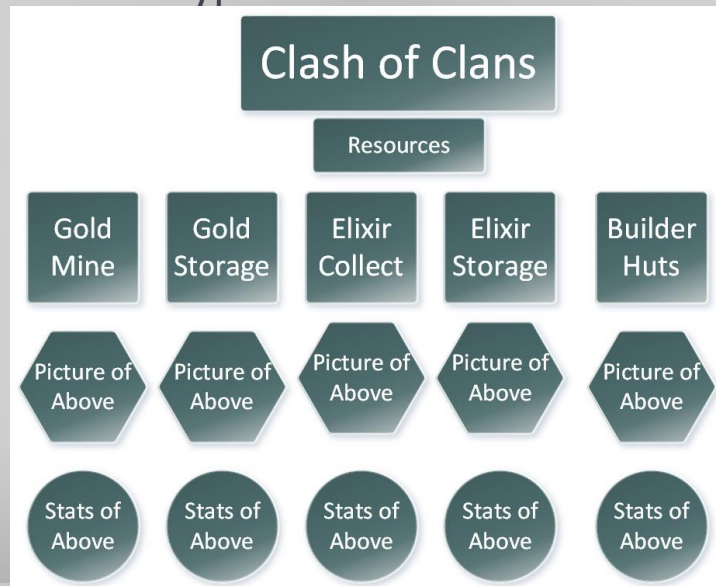 Clash of Clans
Resources
Gold
Mine
Gold
Storage
Elixir
Collect
Elixir
Storage
Builder
Huts
Picture of
Above
Picture of
Above
Picture of
Above
Picture of
Above
Picture of
Above
Stats of
Above
Stats of
Above
Stats of
Above
Stats of
Above
Stats of
Above